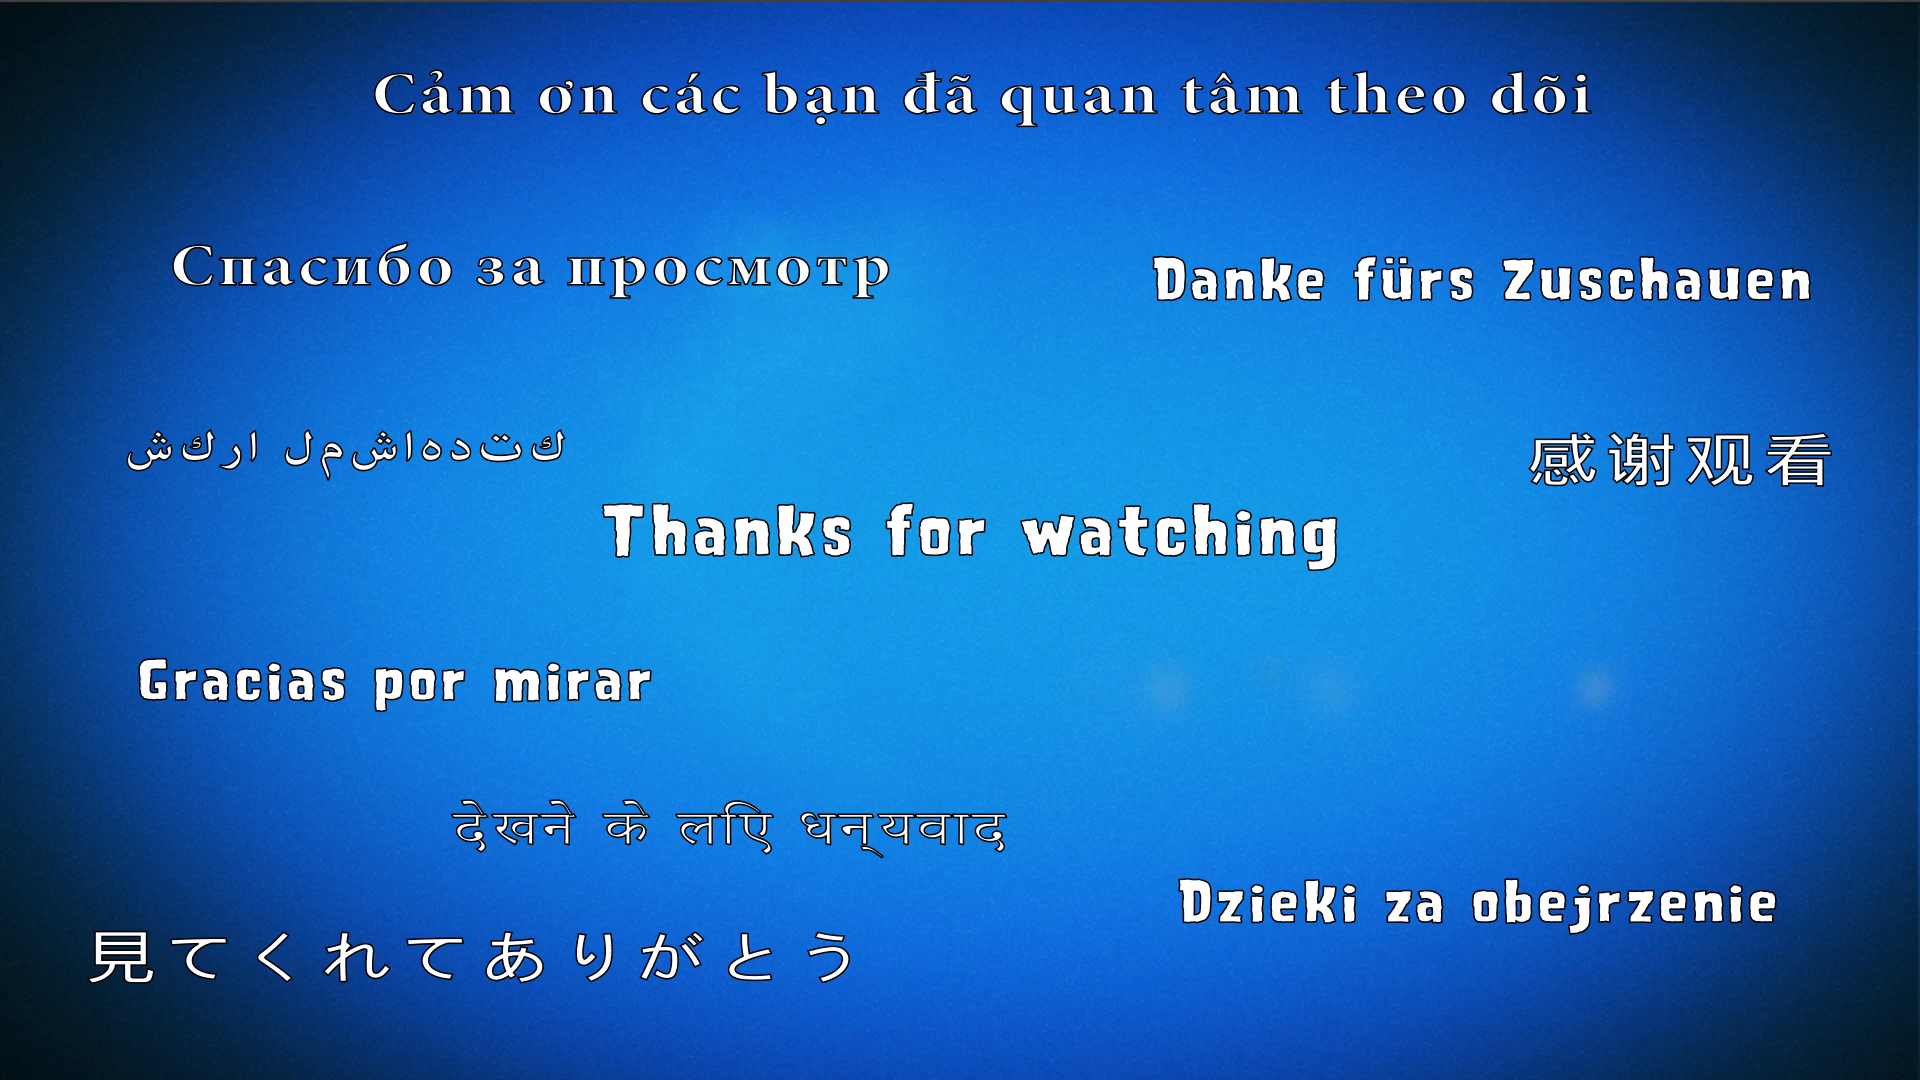 Cảm ơn các bạn đã quan tâm theo dõi
Спасибо за просмотр
Danke fürs Zuschauen
شكرا لمشاهدتك
感谢观看
Thanks for watching
Gracias por mirar
देखने के लिए धन्यवाद
Dzieki za obejrzenie
見てくれてありがとう